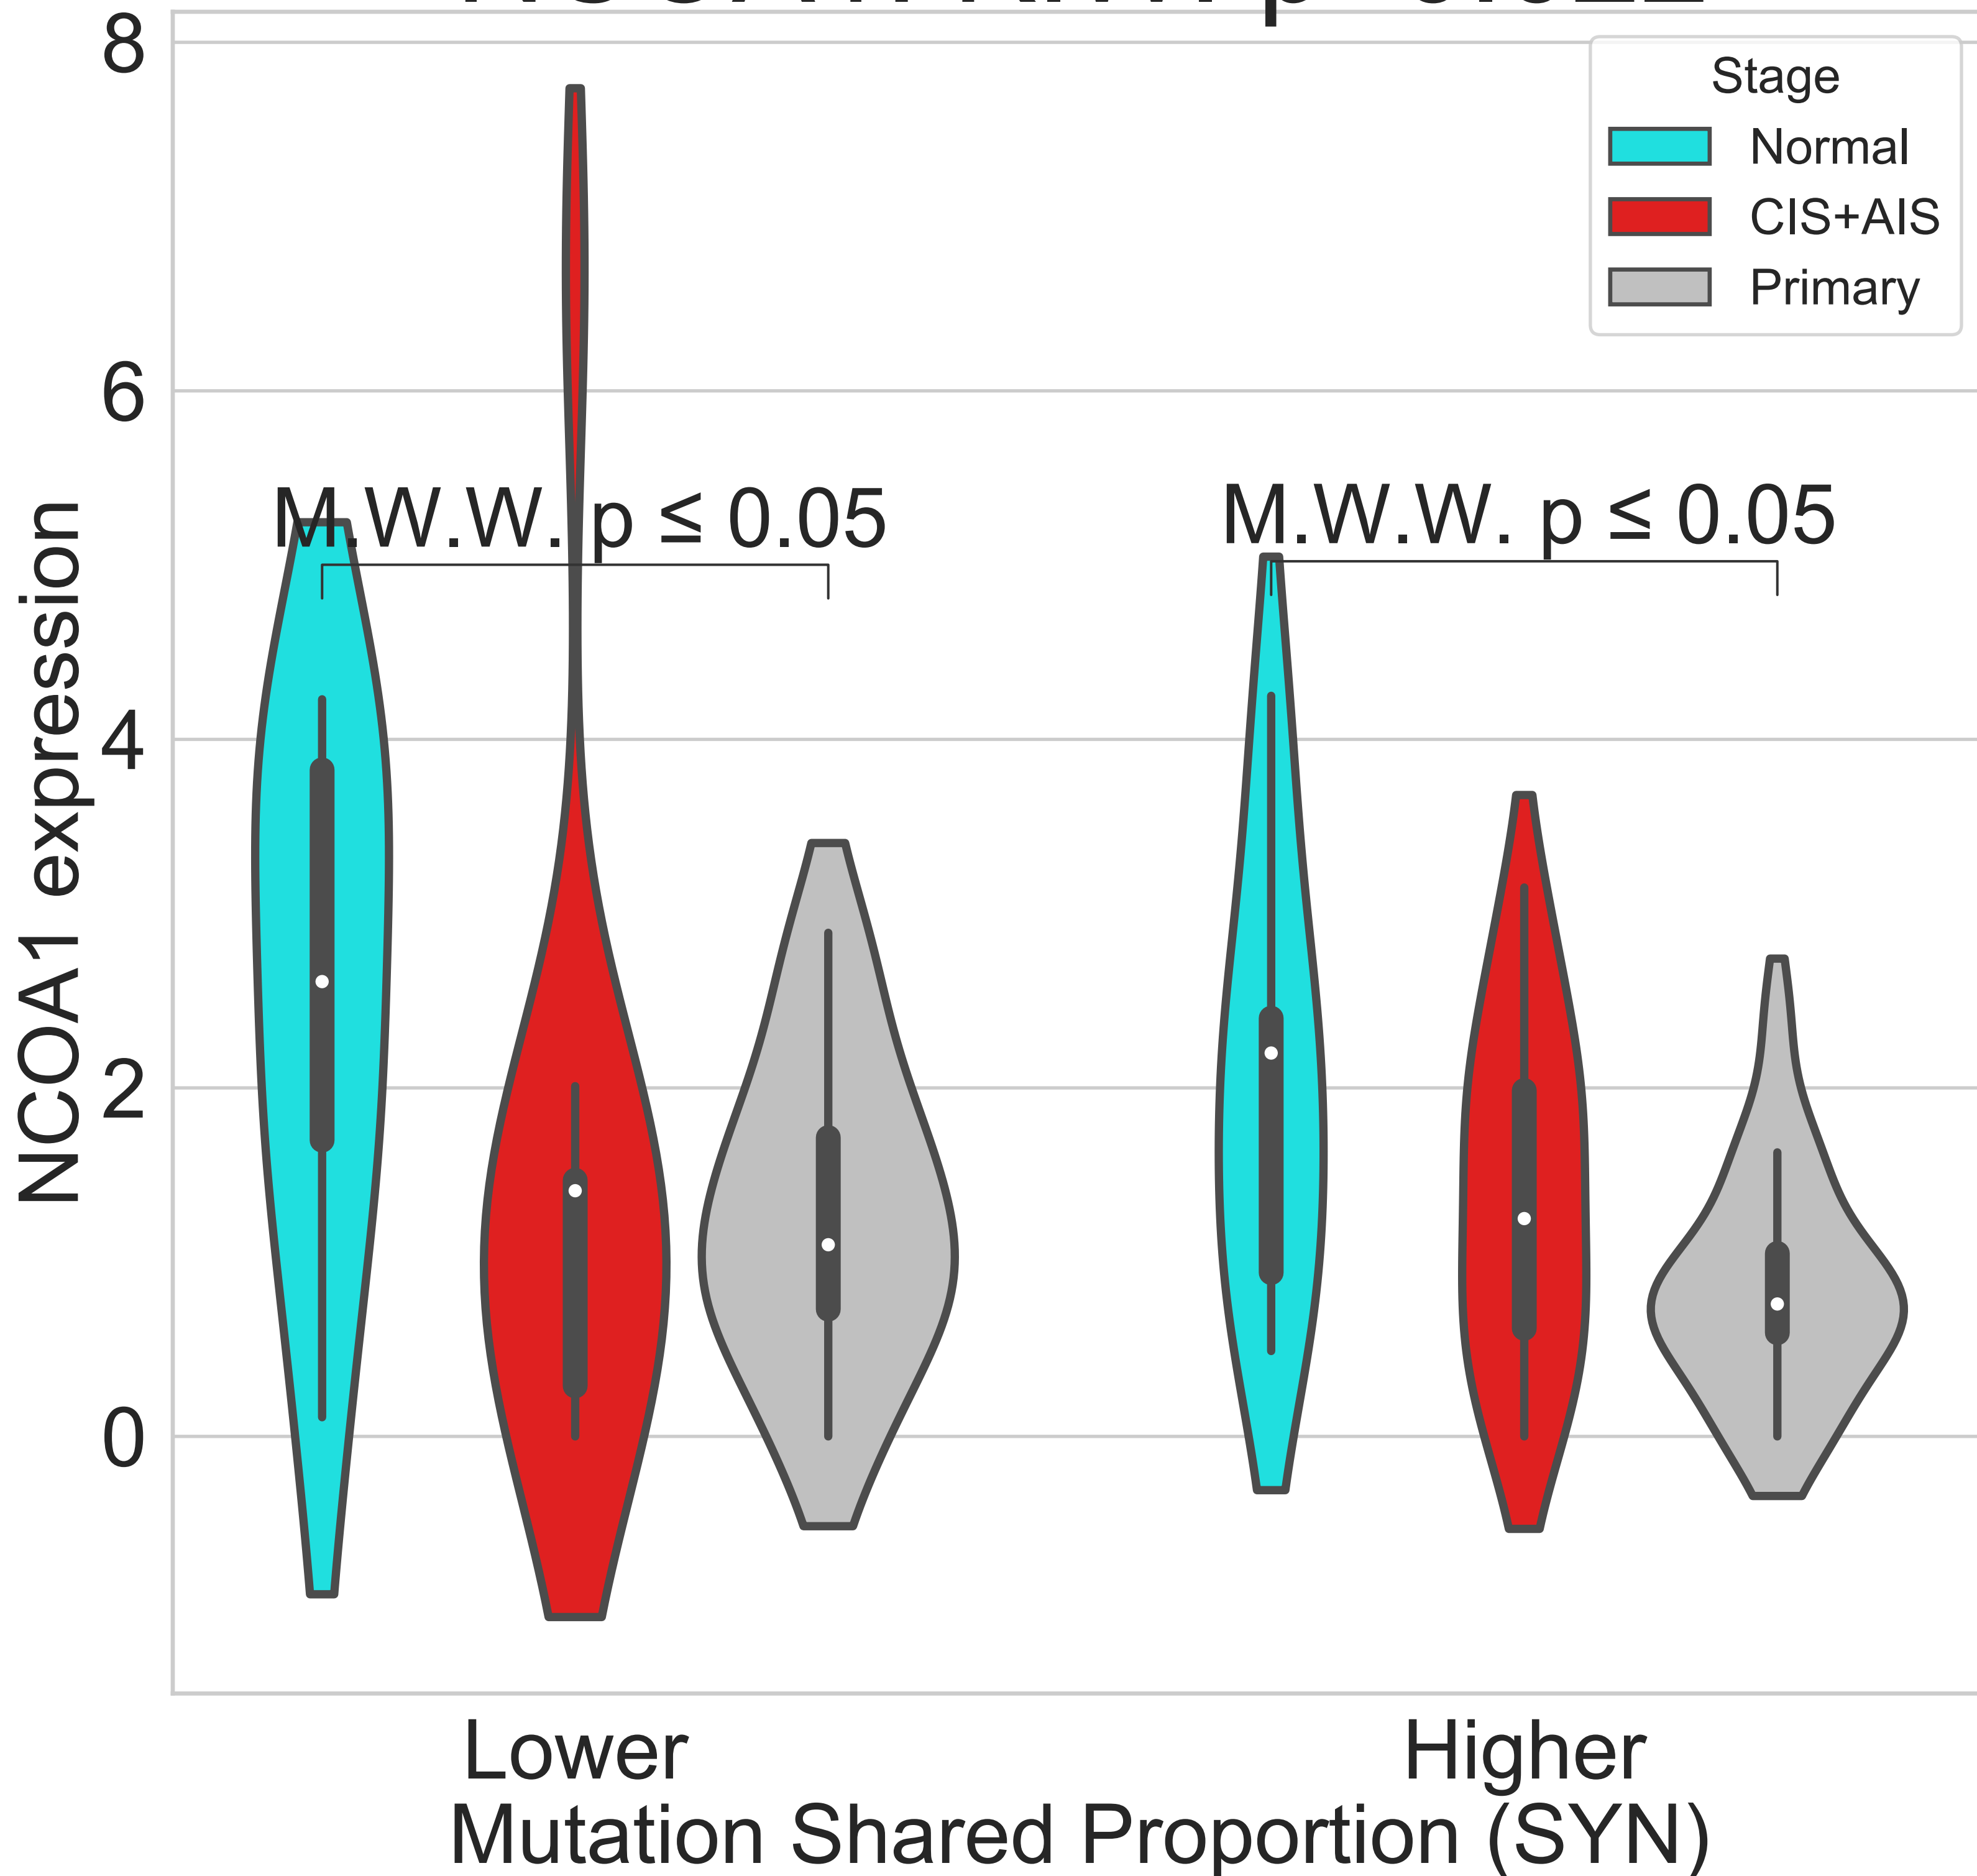 8
Stage
Normal
CIS+AIS
Primary
6
M.W.W. p ≤ 0.05
M.W.W. p ≤ 0.05
4
2
0
NCOA1 expression
Lower
Higher
Mutation Shared Proportion (SYN)